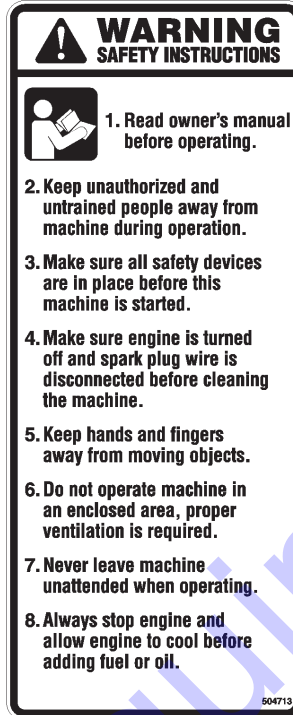 WARNING
SAFETY INSTRUCTIONS
1. Read owner's manual
before operating.
2. Keep unauthorized and
untrained people away from
machine during operation.
3. Make sure all safety devices
are in place before this
machine is started.
4. Make sure engine is turned
off and spark plug wire is
disconnected before cleaning
the machine.
5. Keep hands and fingers
away from moving objects.
6. Do not operate machine in
an enclosed area, proper
ventilation is required.
7. Never leave machine
unattended when operating.
8. Always stop engine and
allow engine to cool before
adding fuel or oil.
504713